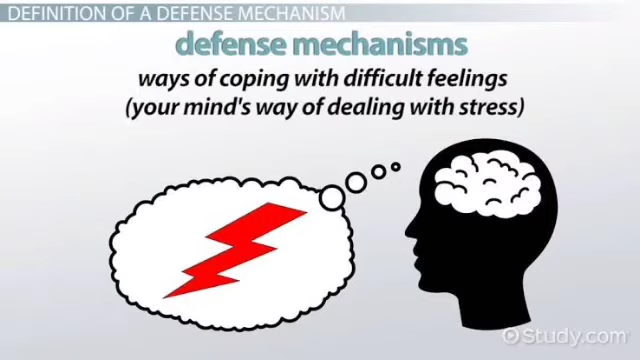 DEFINITION OF A DEFENSE MECHANISM
defense mechanisms
ways of coping with difficult feelings
(your mind's way of dealing with stress)
Study.com